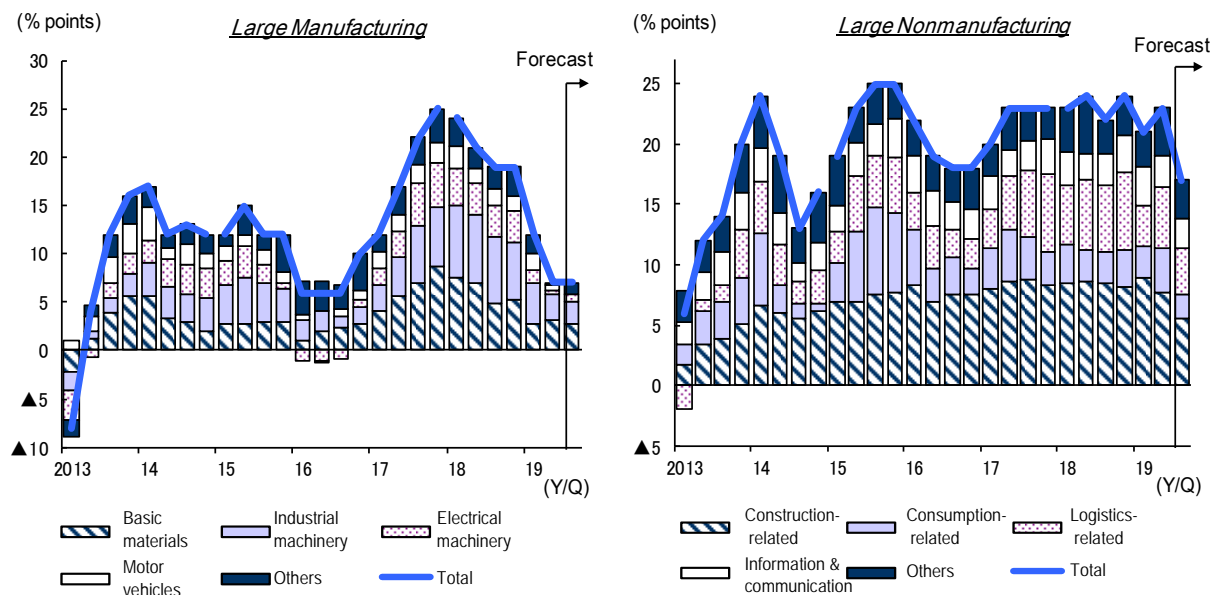 (% points)
Large Manufacturing
Forecast
30
25
20
15
10
5
0
▲5
▲10
2013 14 15 16 17 18 19
(Y/Q)
Basic materials
Industrial machinery
Electrical machinery
Motor vehicles
Others
Total
(% points)
Large Nonmanufacturing
Forecast
25
20
15
10
5
0
▲5
2013 14 15 16 17 18 19
(Y/Q)
Construction-related
Consumption-related
Logistics-related
Information & communication
Others
Total